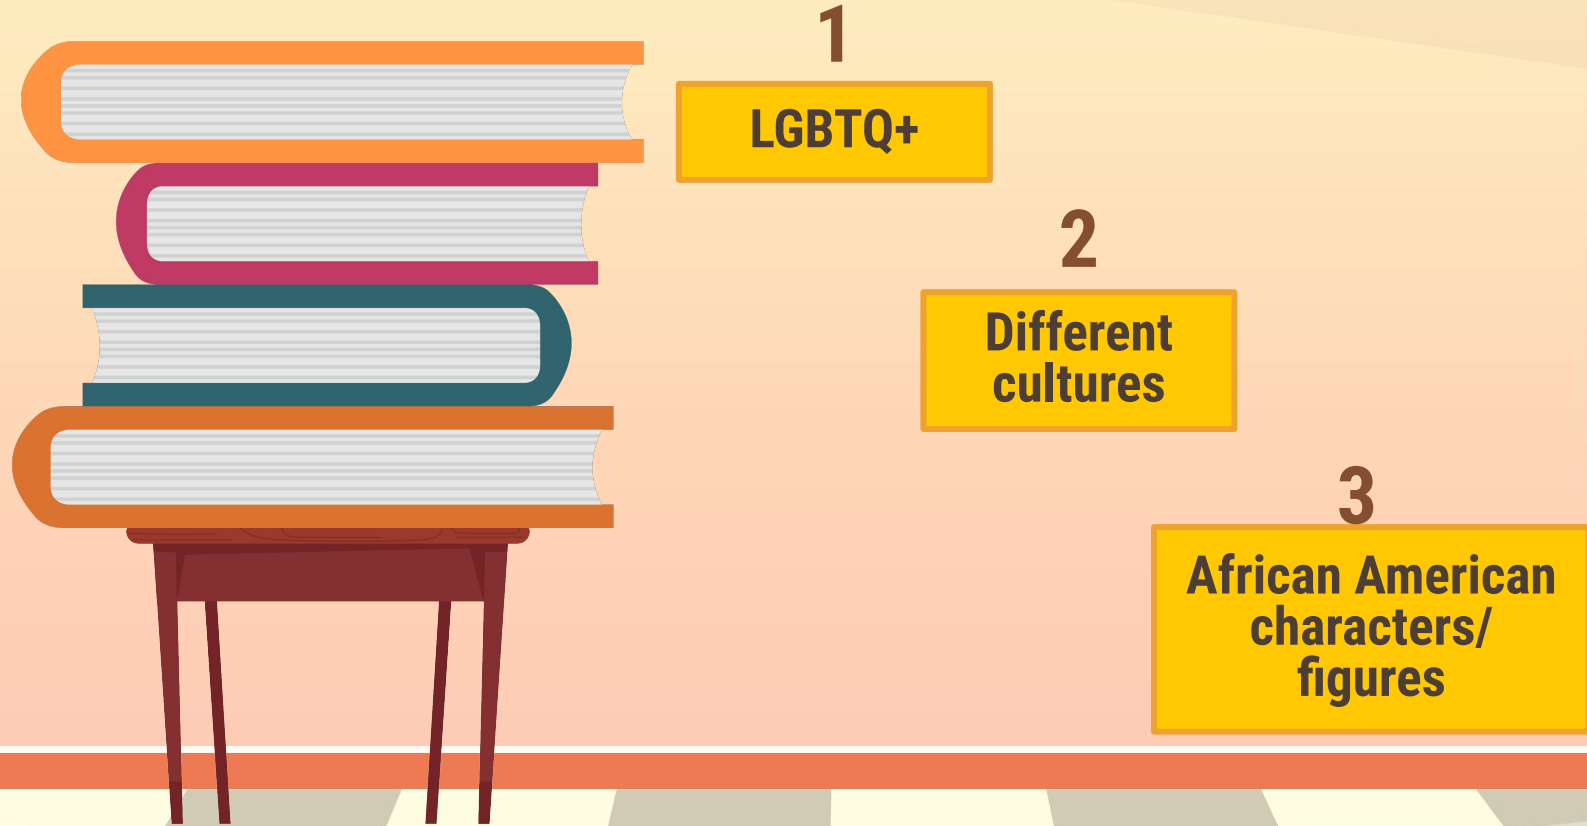 1
LGBTQ+
2
Different
cultures
3
African American
characters/
figures